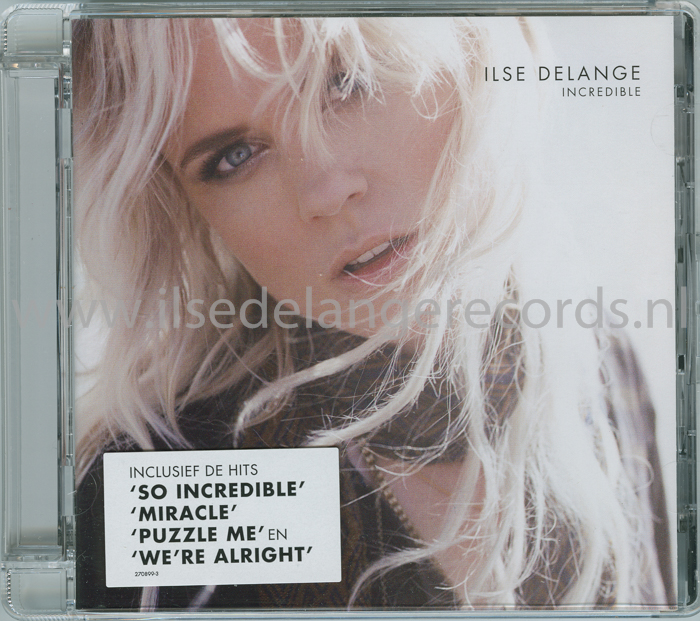 ILSE DELANGE
INCREDIBLE
www.ilsedelangerecords.nl
INCLUSIEF DE HITS
‘SO INCREDIBLE’
‘MIRACLE’
‘PUZZLE ME’ EN
‘WE’RE ALRIGHT’
270899-3